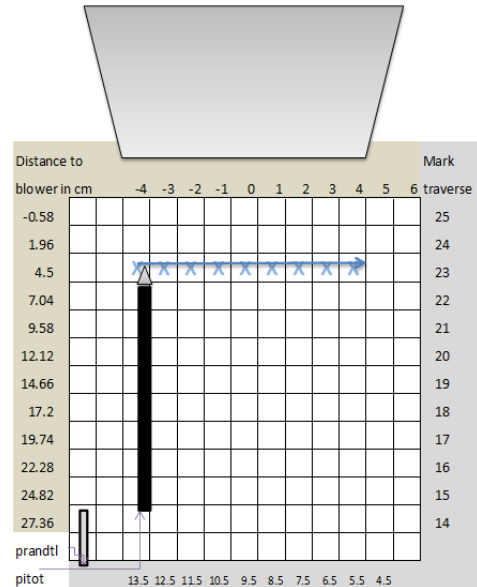 Distance to Mark
blower in cm -4 -3 -2 -1 0 1 2 3 4 5 6 traverse
-0.58 25
1.96 24
4.5 X X X X X X X X X 23
7.04 22
9.58 21
12.12 20
14.66 19
17.2 18
19.74 17
22.28 16
24.82 15
27.36 14
prandtl
pitot 13.5 12.5 11.5 10.5 9.5 8.5 7.5 6.5 5.5 4.5